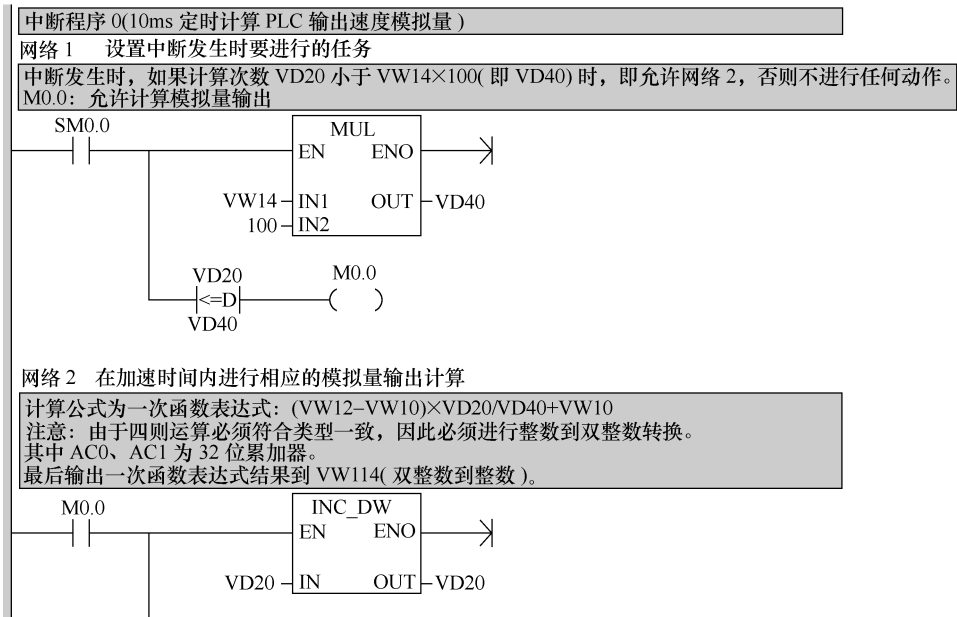 中断程序 0(10ms 定时计算 PLC 输出速度模拟量 )
网络 1 设置中断发生时要进行的任务
中断发生时，如果计算次数 VD20 小于 VW14×100( 即 VD40) 时，即允许网络 2，否则不进行任何动作。
M0.0：允许计算模拟量输出
SM0.0
MUL
EN ENO
VW14 IN1 OUT VD40
100 IN2
VD20 M0.0
<=D
VD40
网络 2 在加速时间内进行相应的模拟量输出计算
计算公式为一次函数表达式：(VW12−VW10)×VD20/VD40+VW10
注意：由于四则运算必须符合类型一致，因此必须进行整数到双整数转换。
其中 AC0、AC1 为 32 位累加器。
最后输出一次函数表达式结果到 VW114( 双整数到整数 )。
M0.0 INC_DW
EN ENO
VD20 IN OUT VD20